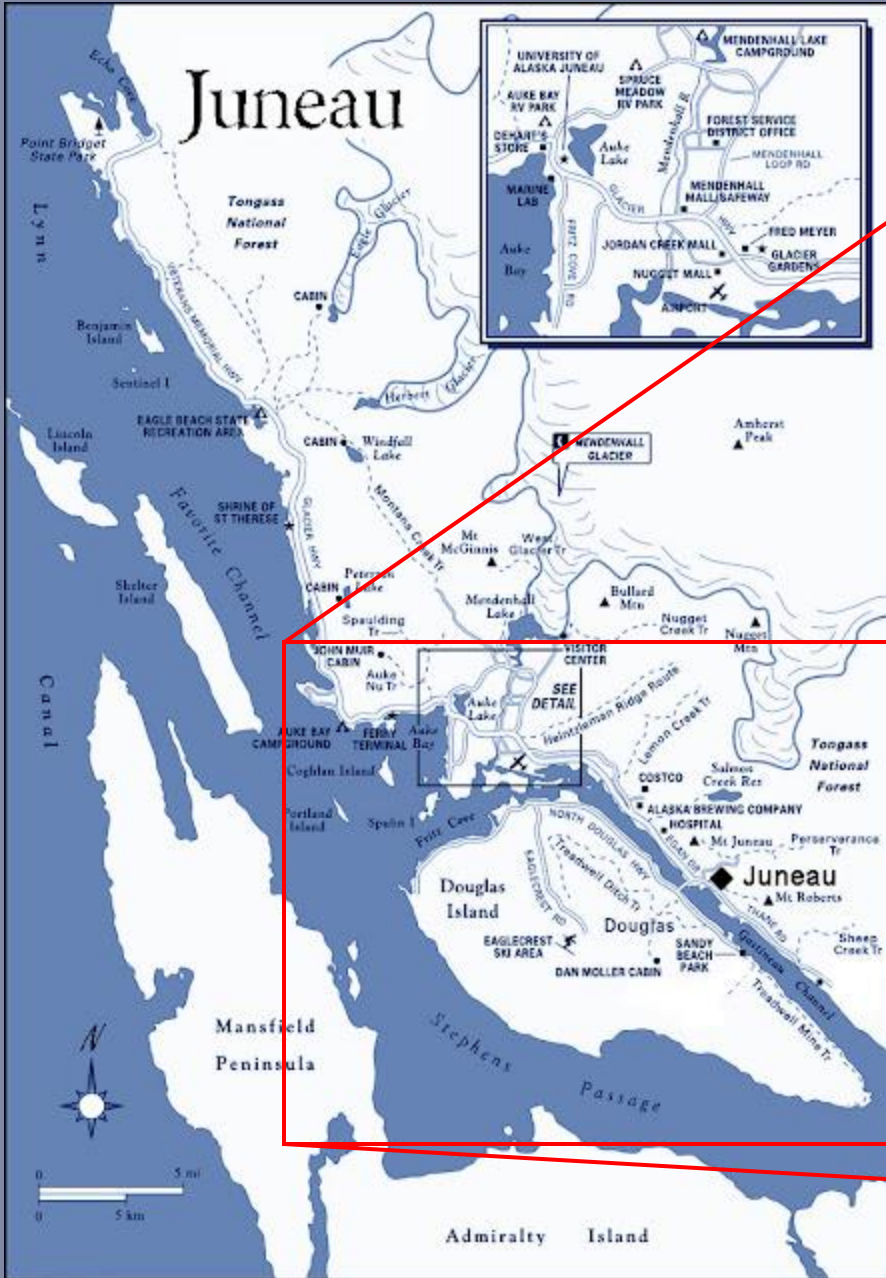 Juneau
Echo Cove
Point Bridget
State Park
Lynn
Canal
Tongass
National
Forest
Eagle Glacier
CABIN
VETERANS MEMORIAL HWY
Benjamin
Island
Sentinel I
Herbert Glacier
EAGLE BEACH STATE
RECREATION AREA
Lincoln
Island
CABIN
Windfall
Lake
Favorite Channel
SHRINE OF
ST THERESE
GLACIER HWY
Montana Creek Tr
Mt
McGinnis
West
Glacier Tr
MENDENHALL
GLACIER
Amherst
Peak
Shelter
Island
CABIN
Peterson
Lake
Spaulding
Tr
Mendenhall
Lake
Bullard
Mtn
Nugget
Creek Tr
Nugget
Mtn
JOHN MUIR
CABIN
Auke
Nu Tr
VISITOR
CENTER
SEE
DETAIL
Auke
Lake
Heintzleman Ridge Route
Lemon Creek Tr
Tongass
National
Forest
AUKE BAY
CAMPGROUND
FERRY
TERMINAL
Auke
Bay
Coghlan Island
Salmon
Creek Res
COSTCO
ALASKA BREWING COMPANY
HOSPITAL
Portland
Island
Spuhn I
Fritz Cove
NORTH DOUGLAS HWY
EGAN DR
Mt Juneau
Perserverance
Tr
Juneau
Mt Roberts
EAGLECREST RD
Treadwell Ditch Tr
Douglas
Island
Douglas
THANE RD
EAGLECREST
SKI AREA
SANDY
BEACH
PARK
Sheep
Creek Tr
DAN MOLLER CABIN
Gastineau Channel
Treadwell Mine Tr
Mansfield
Peninsula
Stephens Passage
N
0 5 mi
0 5 km
Admiralty Island
UNIVERSITY OF
ALASKA JUNEAU
MENDENHALL LAKE
CAMPGROUND
SPRUCE
MEADOW
RV PARK
AUKE BAY
RV PARK
DEHART'S
STORE
Auke
Lake
Mendenhall R
FOREST SERVICE
DISTRICT OFFICE
MENDENHALL
LOOP RD
MARINE
LAB
GLACIER HWY
MENDENHALL
MALL/SAFEWAY
FRITZ COVE RD
Auke
Bay
JORDAN CREEK MALL
FRED MEYER
GLACIER
GARDENS
NUGGET MALL
AIRPORT